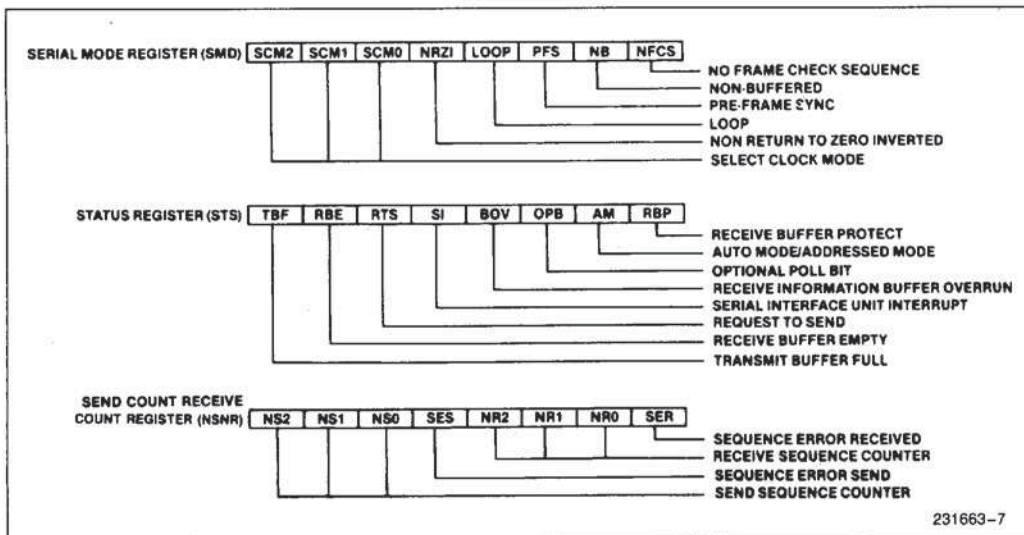 SERIAL MODE REGISTER (SMD) SCM2 SCM1 SCM0 NRZI LOOP PFS NB NFCS
NO FRAME CHECK SEQUENCE
NON-BUFFERED
PRE-FRAME SYNC
LOOP
NON RETURN TO ZERO INVERTED
SELECT CLOCK MODE
STATUS REGISTER (STS) TBF RBE RTS SI BOV OPB AM RBP
RECEIVE BUFFER PROTECT
AUTO MODE/ADDRESSED MODE
OPTIONAL POLL BIT
RECEIVE INFORMATION BUFFER OVERRUN
SERIAL INTERFACE UNIT INTERRUPT
REQUEST TO SEND
RECEIVE BUFFER EMPTY
TRANSMIT BUFFER FULL
SEND COUNT RECEIVE
COUNT REGISTER (NSNR) NS2 NS1 NS0 SES NR2 NR1 NR0 SER
SEQUENCE ERROR RECEIVED
RECEIVE SEQUENCE COUNTER
SEQUENCE ERROR SEND
SEND SEQUENCE COUNTER
231663-7